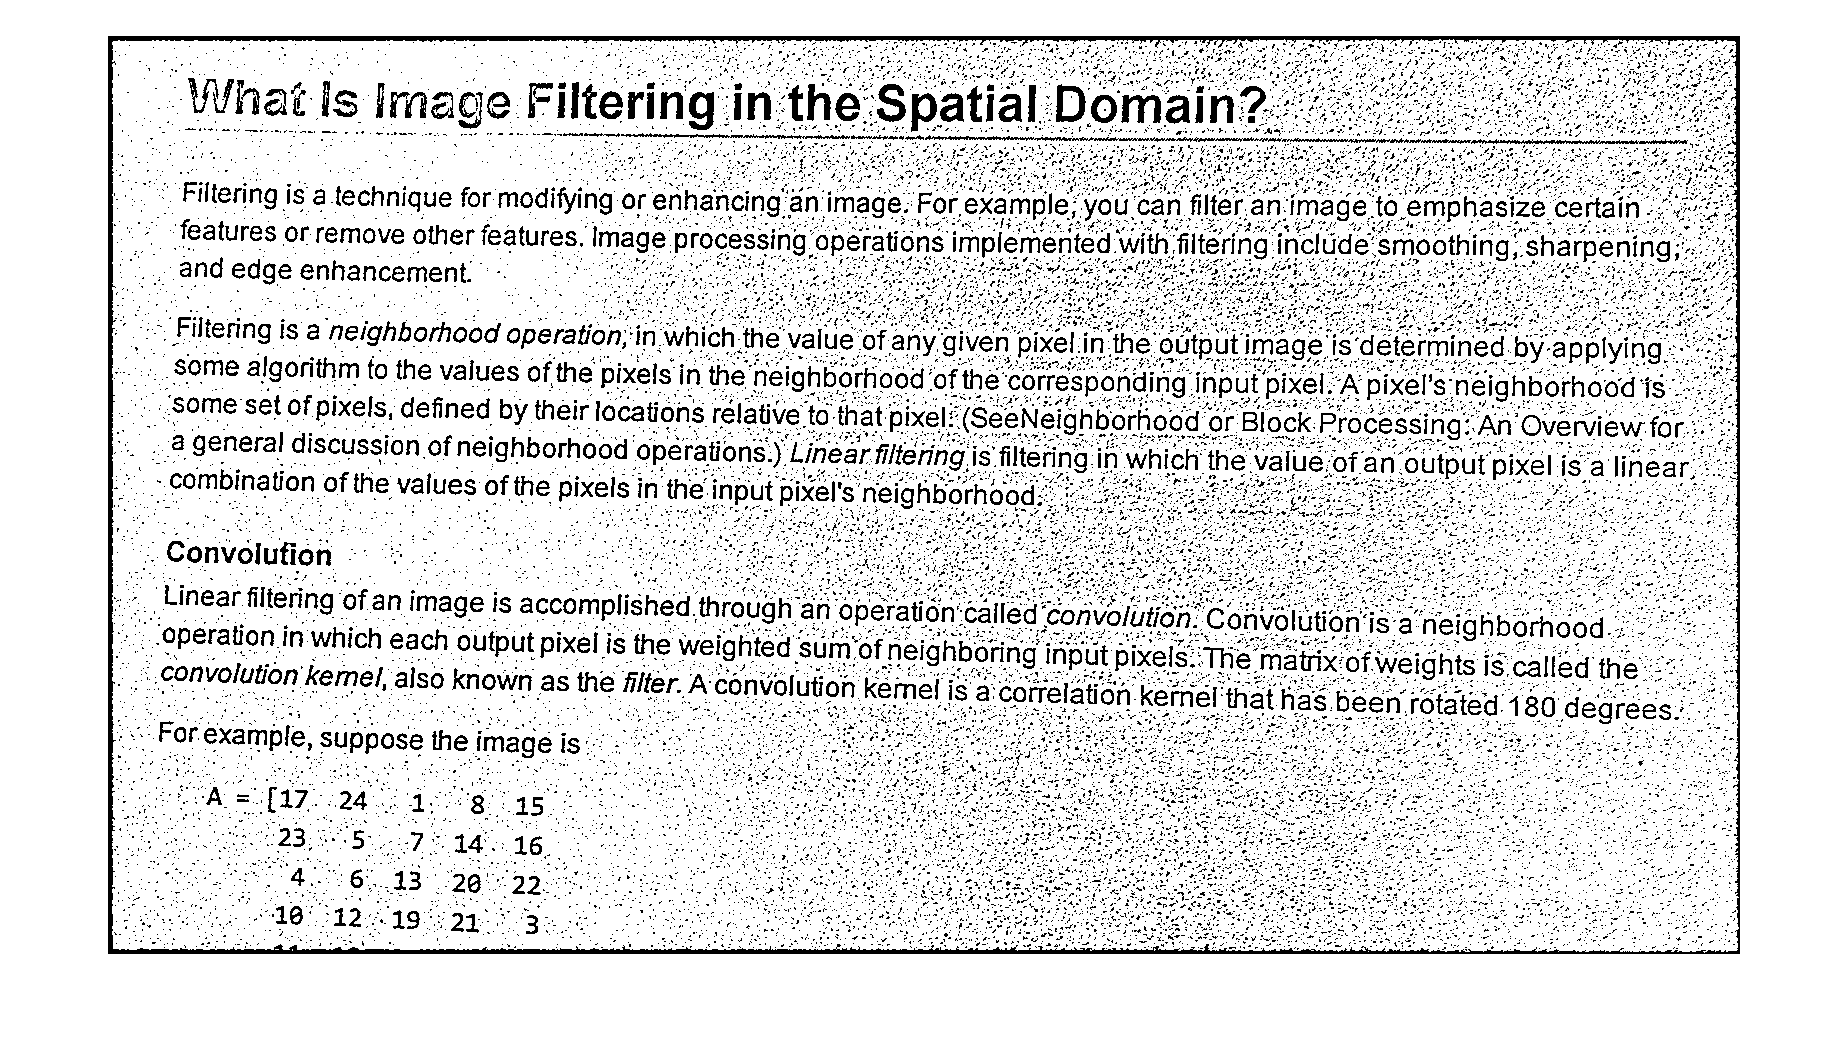 What Is Image Filtering in the Spatial Domain?
Filtering is a technique for modifying or enhancing an image. For example, you can filter an image to emphasize certain
features or remove other features. Image processing operations implemented with filtering include smoothing, sharpening,
and edge enhancement.
Filtering is a neighborhood operation, in which the value of any given pixel in the output image is determined by applying
some algorithm to the values of the pixels in the neighborhood of the corresponding input pixel. A pixel's neighborhood is
some set of pixels, defined by their locations relative to that pixel. (SeeNeighborhood or Block Processing: An Overview for
a general discussion of neighborhood operations.) Linear filtering is filtering in which the value of an output pixel is a linear
combination of the values of the pixels in the input pixel's neighborhood.
Convolution
Linear filtering of an image is accomplished through an operation called convolution. Convolution is a neighborhood
operation in which each output pixel is the weighted sum of neighboring input pixels. The matrix of weights is called the
convolution kernel, also known as the filter. A convolution kernel is a correlation kernel that has been rotated 180 degrees.
For example, suppose the image is
A = [17 24 1 8 15
23 5 7 14 16
4 6 13 20 22
10 12 19 21 3